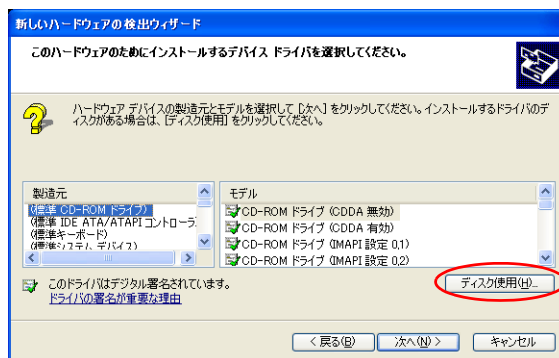 新しいハードウェアの検出ウィザード
このハードウェアのためにインストールするデバイス ドライバを選択してください。
ハードウェア デバイスの製造元とモデルを選択して [次へ] をクリックしてください。インストールするドライバのデ
ィスクがある場合は、[ディスク使用] をクリックしてください。
製造元
(標準 CD-ROM ドライブ)
(標準 IDE ATA/ATAPI コントローラ
(標準キーボード)
(標準システム デバイス)
モデル
CD-ROM ドライブ (CDDA 無効)
CD-ROM ドライブ (CDDA 有効)
CD-ROM ドライブ (IMAPI 設定 0,1)
CD-ROM ドライブ (IMAPI 設定 0,2)
このドライバはデジタル署名されています。
ドライバの署名が重要な理由
ディスク使用(H)...
< 戻る(B)
次へ(N) >
キャンセル